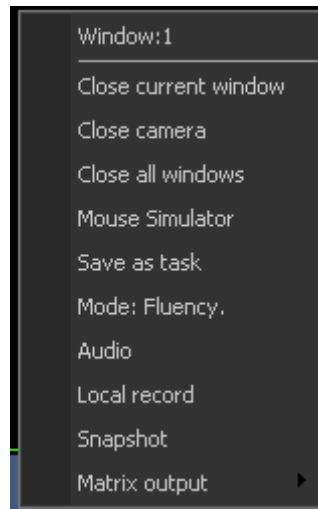 Window:1
Close current window
Close camera
Close all windows
Mouse Simulator
Save as task
Mode: Fluency.
Audio
Local record
Snapshot
Matrix output